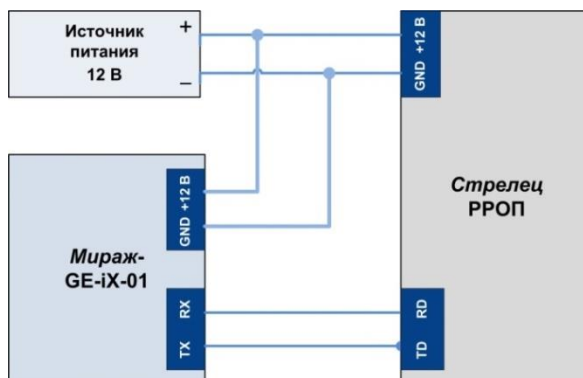 Источник
питания
12 В
+
–
GND +12 В
Стрелец
РРОП
GND +12 В
Мираж-
GE-iX-01
RX
TX
RD
TD